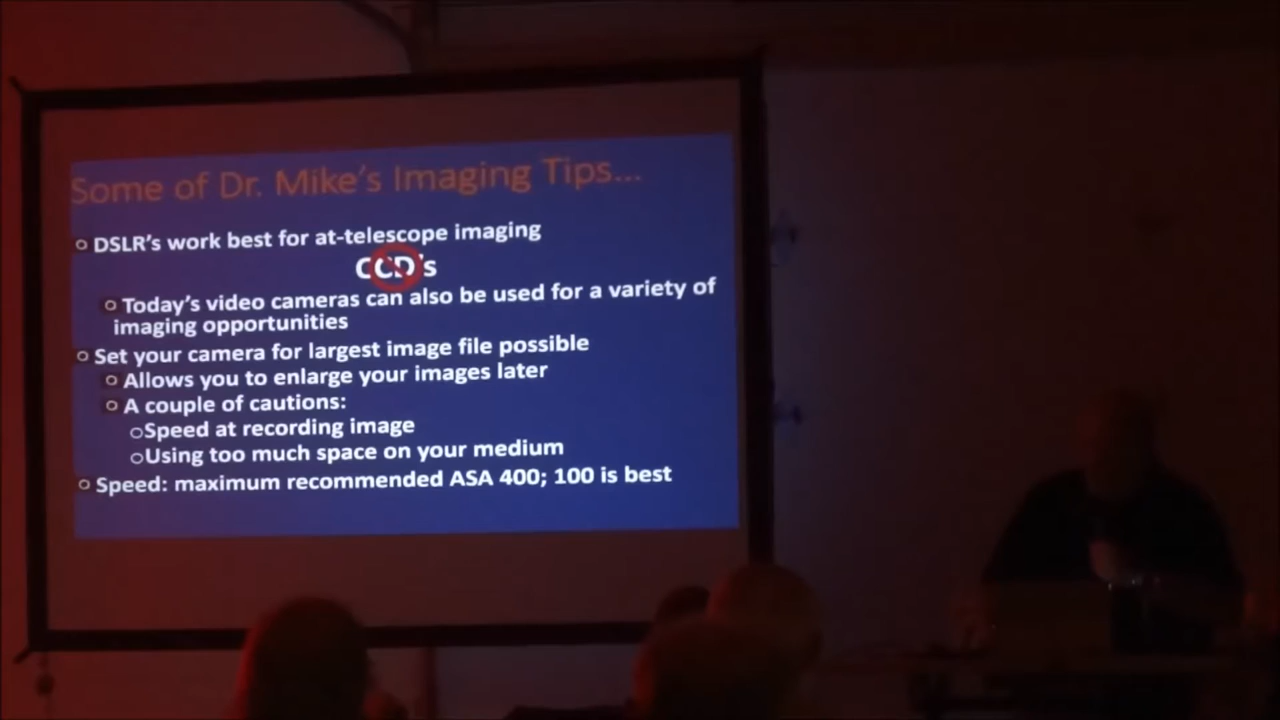 Some of Dr. Mike's Imaging Tips...
DSLR's work best for at-telescope imaging
CCD's
Today's video cameras can also be used for a variety of
imaging opportunities
Set your camera for largest image file possible
Allows you to enlarge your images later
A couple of cautions:
Speed at recording image
Using too much space on your medium
Speed: maximum recommended ASA 400; 100 is best